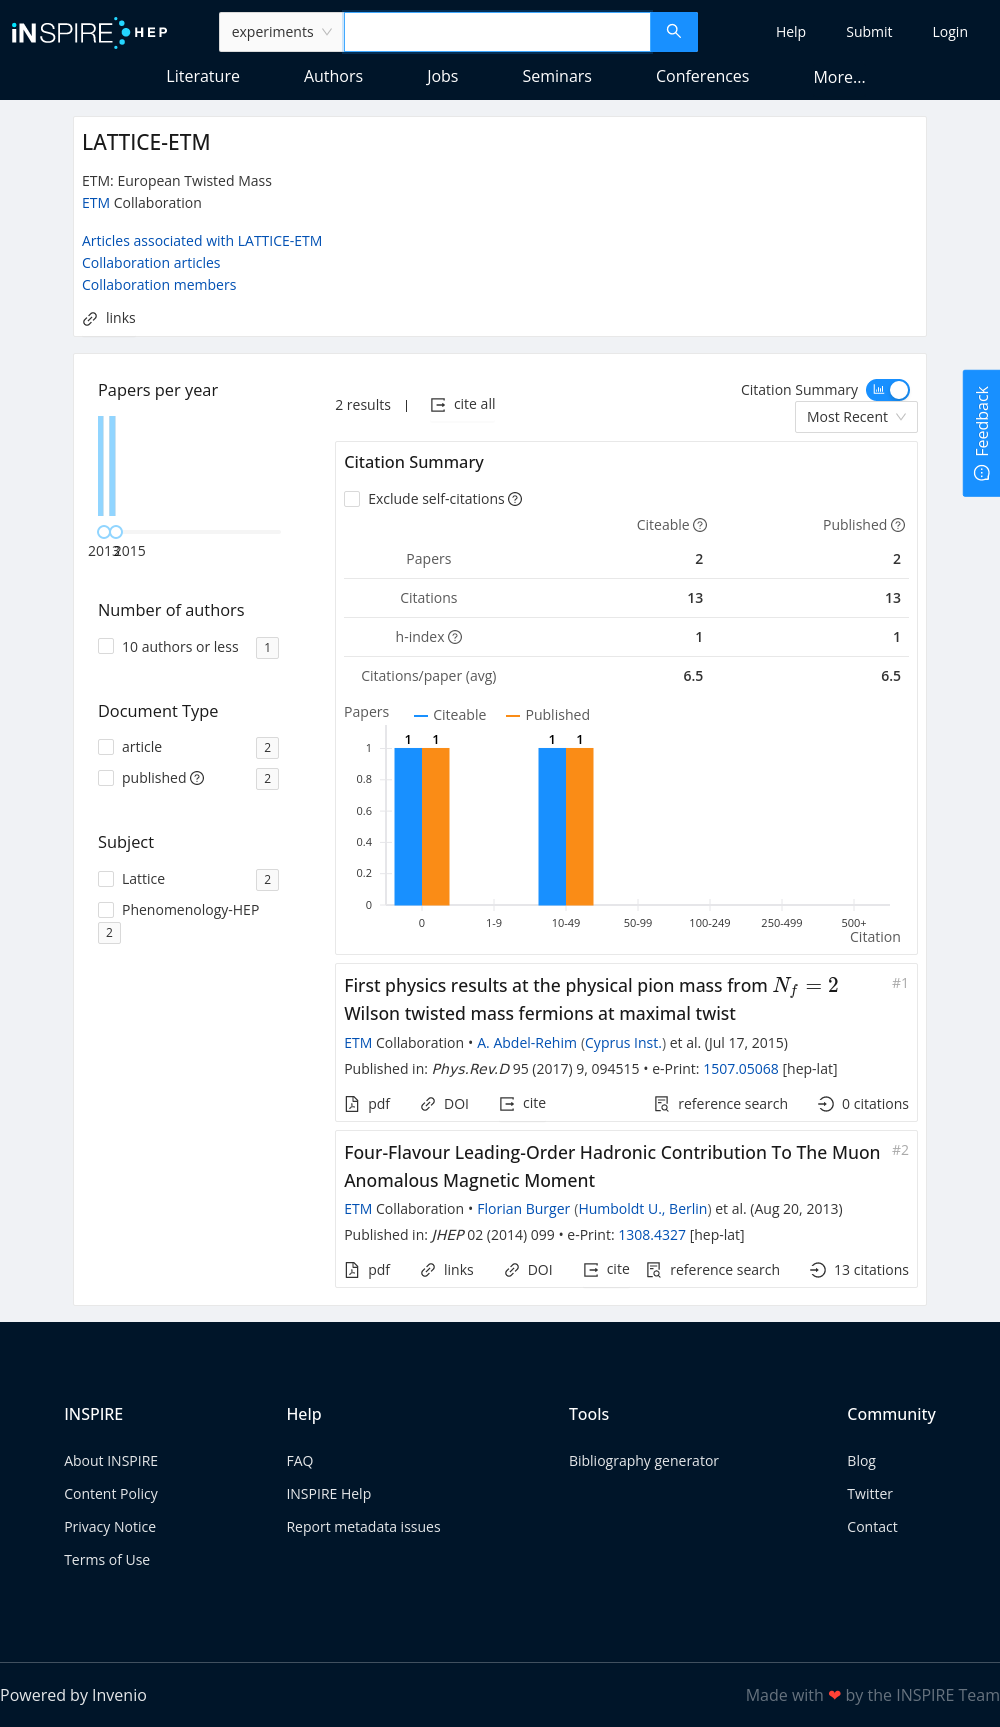 iNSPIRE HEP
experiments
Help
Submit
Login
Literature
Authors
Jobs
Seminars
Conferences
More...
LATTICE-ETM
ETM: European Twisted Mass
ETM Collaboration
Articles associated with LATTICE-ETM
Collaboration articles
Collaboration members
links
Papers per year
2013
2015
Number of authors
10 authors or less 1
Document Type
article 2
published 2
Subject
Lattice 2
Phenomenology-HEP
2
2 results
cite all
Citation Summary
Most Recent
Citation Summary
Exclude self-citations
Citeable Published
Papers 2 2
Citations 13 13
h-index 1 1
Citations/paper (avg) 6.5 6.5
Papers
Citeable Published
1 1 1 1
1
0.8
0.6
0.4
0.2
0
0 1-9 10-49 50-99 100-249 250-499 500+
Citation
First physics results at the physical pion mass from N_f = 2 #1
Wilson twisted mass fermions at maximal twist
ETM Collaboration • A. Abdel-Rehim (Cyprus Inst.) et al. (Jul 17, 2015)
Published in: Phys.Rev.D 95 (2017) 9, 094515 • e-Print: 1507.05068 [hep-lat]
pdf DOI cite reference search 0 citations
Four-Flavour Leading-Order Hadronic Contribution To The Muon #2
Anomalous Magnetic Moment
ETM Collaboration • Florian Burger (Humboldt U., Berlin) et al. (Aug 20, 2013)
Published in: JHEP 02 (2014) 099 • e-Print: 1308.4327 [hep-lat]
pdf links DOI cite reference search 13 citations
Feedback
INSPIRE
About INSPIRE
Content Policy
Privacy Notice
Terms of Use
Help
FAQ
INSPIRE Help
Report metadata issues
Tools
Bibliography generator
Community
Blog
Twitter
Contact
Powered by Invenio
Made with ❤ by the INSPIRE Team